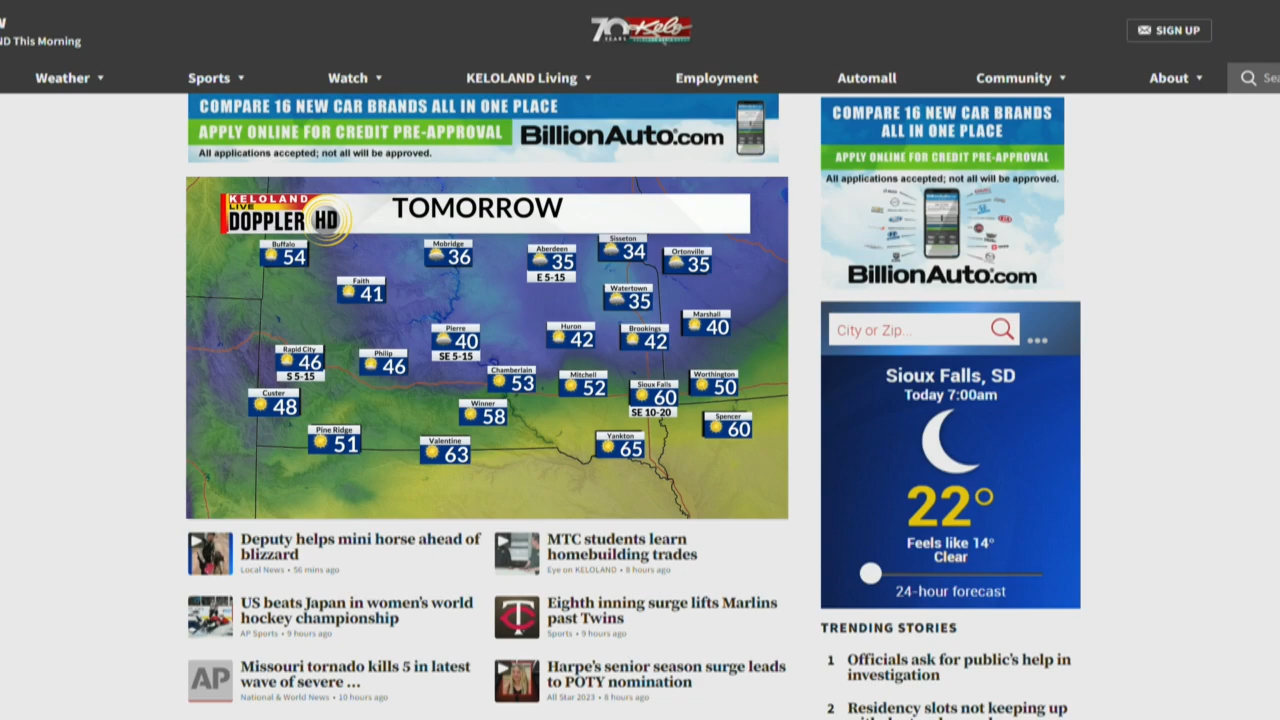 ND This Morning
70 YEARS Kelo
SIGN UP
Weather
Sports
Watch
KELOLAND Living
Employment
Automall
Community
About
COMPARE 16 NEW CAR BRANDS ALL IN ONE PLACE
APPLY ONLINE FOR CREDIT PRE-APPROVAL
BillionAuto.com
All applications accepted; not all will be approved.
COMPARE 16 NEW CAR BRANDS
ALL IN ONE PLACE
APPLY ONLINE FOR CREDIT PRE-APPROVAL
All applications accepted; not all will be approved.
BillionAuto.com
KELOLAND
LIVE
DOPPLER HD
TOMORROW
Buffalo
54
Mobridge
36
Aberdeen
35
E 5-15
Sisseton
34
Ortonville
35
Faith
41
Watertown
35
Marshall
40
Pierre
40
SE 5-15
Huron
42
Brookings
42
Rapid City
46
S 5-15
Philip
46
Chamberlain
53
Mitchell
52
Sioux Falls
60
SE 10-20
Worthington
50
Custer
48
Winner
58
Spencer
60
Pine Ridge
51
Valentine
63
Yankton
65
City or Zip...
Sioux Falls, SD
Today 7:00am
22°
Feels like 14°
Clear
24-hour forecast
Deputy helps mini horse ahead of
blizzard
Local News • 56 mins ago
MTC students learn
homebuilding trades
Eye on KELOLAND • 8 hours ago
US beats Japan in women's world
hockey championship
AP Sports • 9 hours ago
Eighth inning surge lifts Marlins
past Twins
Sports • 9 hours ago
AP
Missouri tornado kills 5 in latest
wave of severe ...
National & World News • 10 hours ago
Harpe's senior season surge leads
to POTY nomination
All Star 2023 • 8 hours ago
TRENDING STORIES
1 Officials ask for public's help in
investigation
2 Residency slots not keeping up